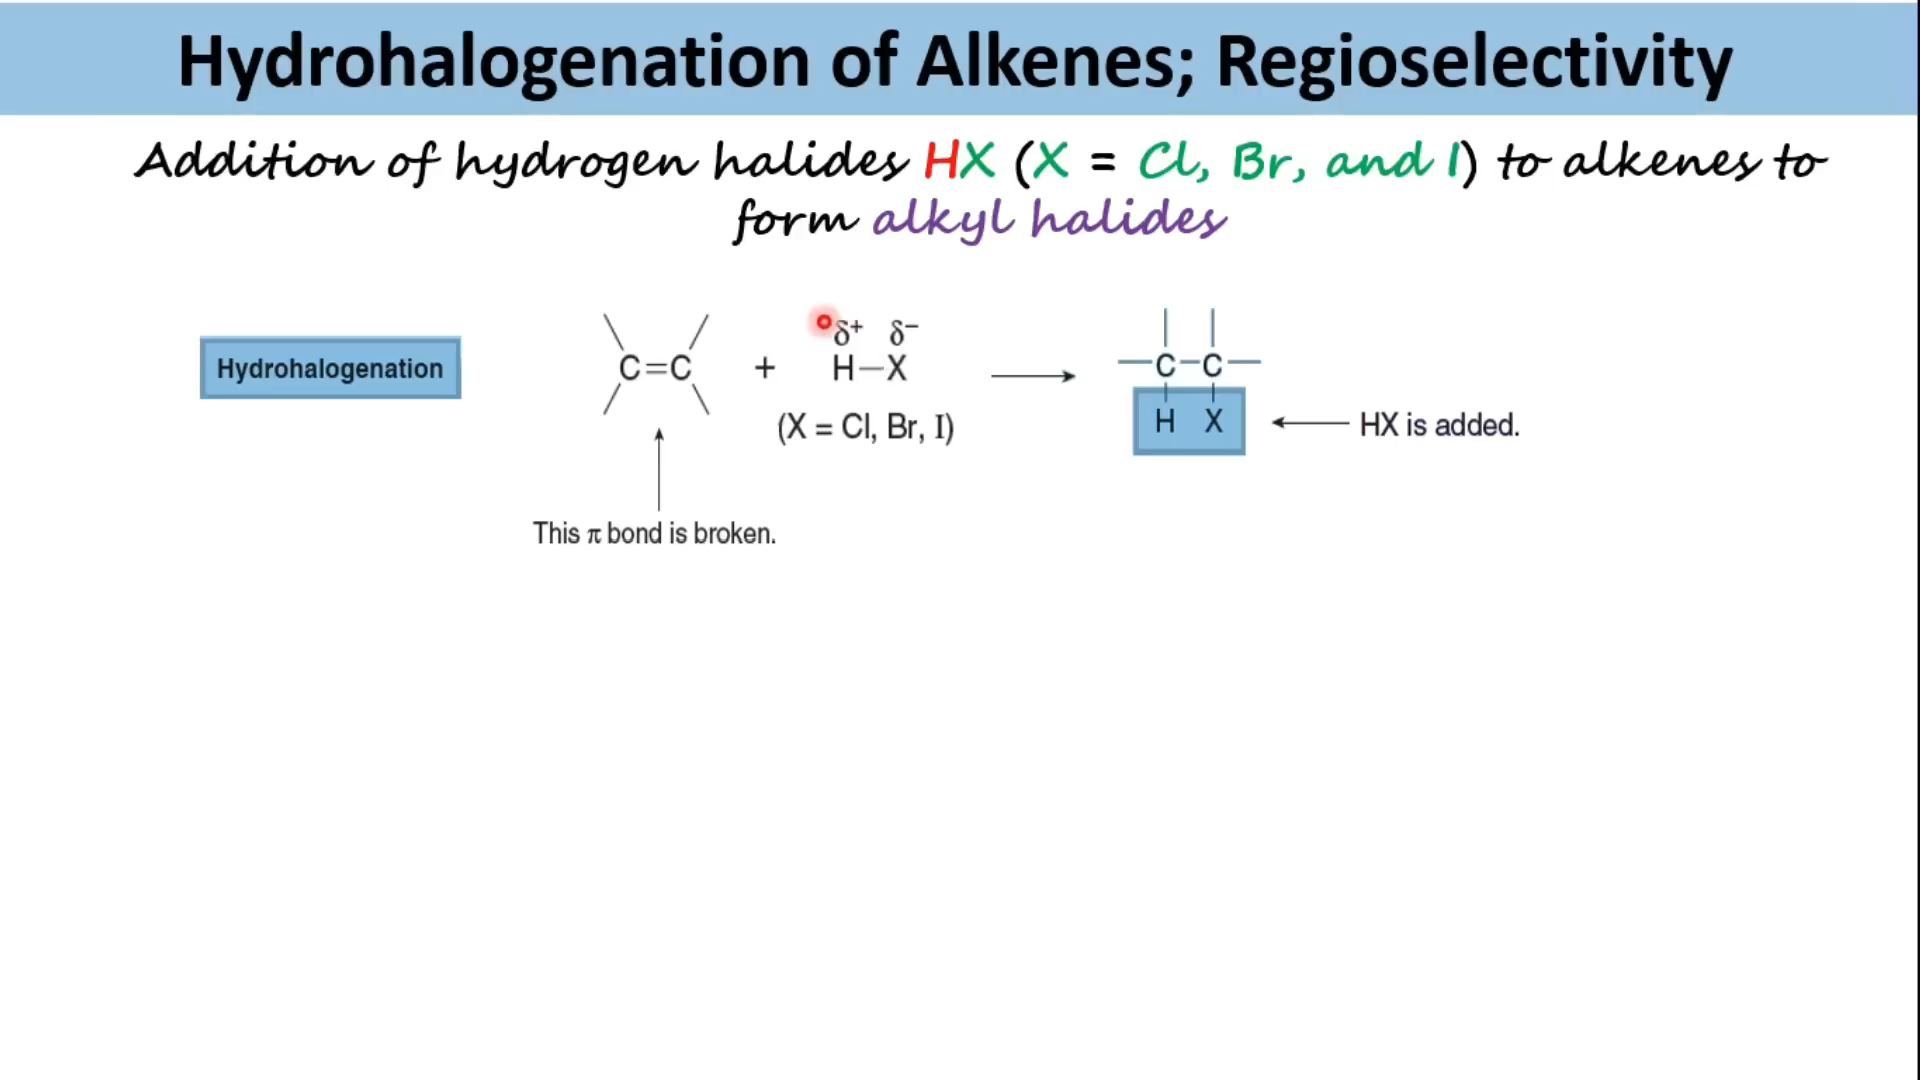 Hydrohalogenation of Alkenes; Regioselectivity
Addition of hydrogen halides HX (X = Cl, Br, and I) to alkenes to
form alkyl halides
Hydrohalogenation
C=C
+
δ+ δ−
H—X
(X = Cl, Br, I)
C–C
H X
HX is added.
This π bond is broken.